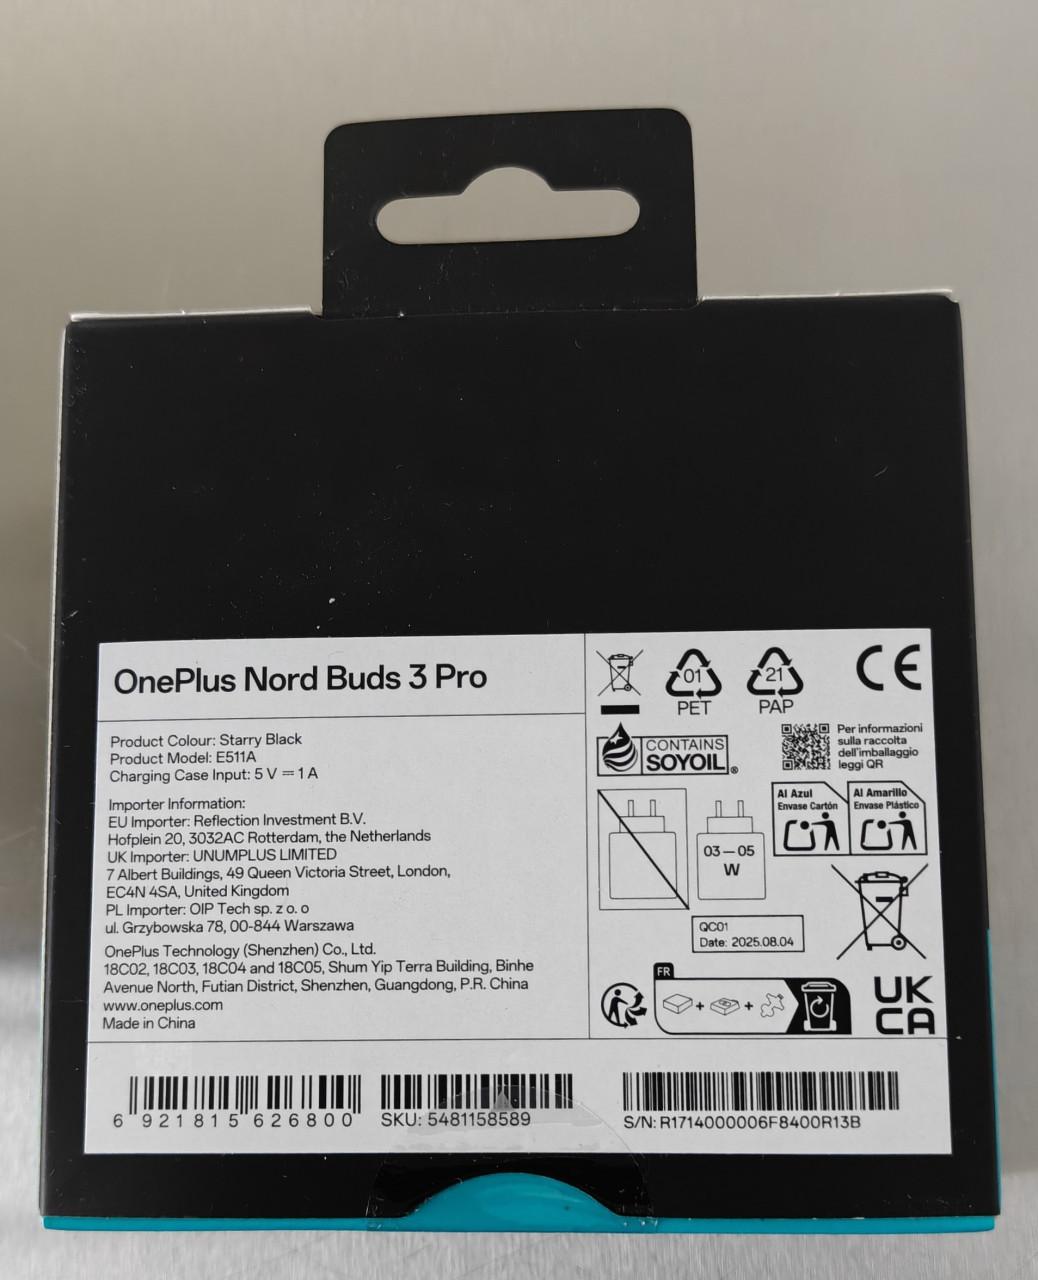 OnePlus Nord Buds 3 Pro
Product Colour: Starry Black
Product Model: E511A
Charging Case Input: 5 V ⎓ 1 A
Importer Information:
EU Importer: Reflection Investment B.V.
Hofplein 20, 3032AC Rotterdam, the Netherlands
UK Importer: UNUMPLUS LIMITED
7 Albert Buildings, 49 Queen Victoria Street, London,
EC4N 4SA, United Kingdom
PL Importer: OIP Tech sp. z o. o
ul. Grzybowska 78, 00-844 Warszawa
OnePlus Technology (Shenzhen) Co., Ltd.
18C02, 18C03, 18C04 and 18C05, Shum Yip Terra Building, Binhe
Avenue North, Futian District, Shenzhen, Guangdong, P.R. China
www.oneplus.com
Made in China
01
PET
21
PAP
CE
CONTAINS
SOYOIL®
Per informazioni
sulla raccolta
dell'imballaggio
leggi QR
Al Azul
Envase Cartón
Al Amarillo
Envase Plástico
03 – 05
W
QC01
Date: 2025.08.04
FR
+ +
UK
CA
6 921815 626800
SKU: 5481158589
S/N: R1714000006F8400R13B